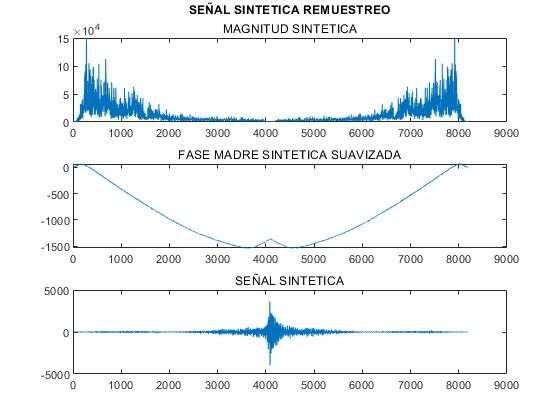 SEÑAL SINTETICA REMUESTREO
MAGNITUD SINTETICA
×10⁴
15
10
5
0
0 1000 2000 3000 4000 5000 6000 7000 8000 9000
FASE MADRE SINTETICA SUAVIZADA
0
-500
-1000
-1500
0 1000 2000 3000 4000 5000 6000 7000 8000 9000
SEÑAL SINTETICA
5000
0
-5000
0 1000 2000 3000 4000 5000 6000 7000 8000 9000